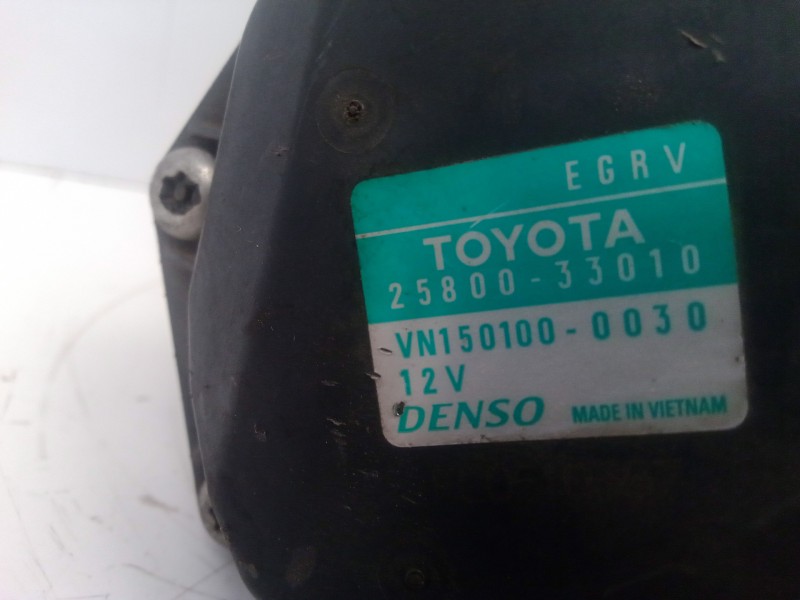 EGRV
TOYOTA
25800-33010
VN150100-0030
12V
DENSO MADE IN VIETNAM